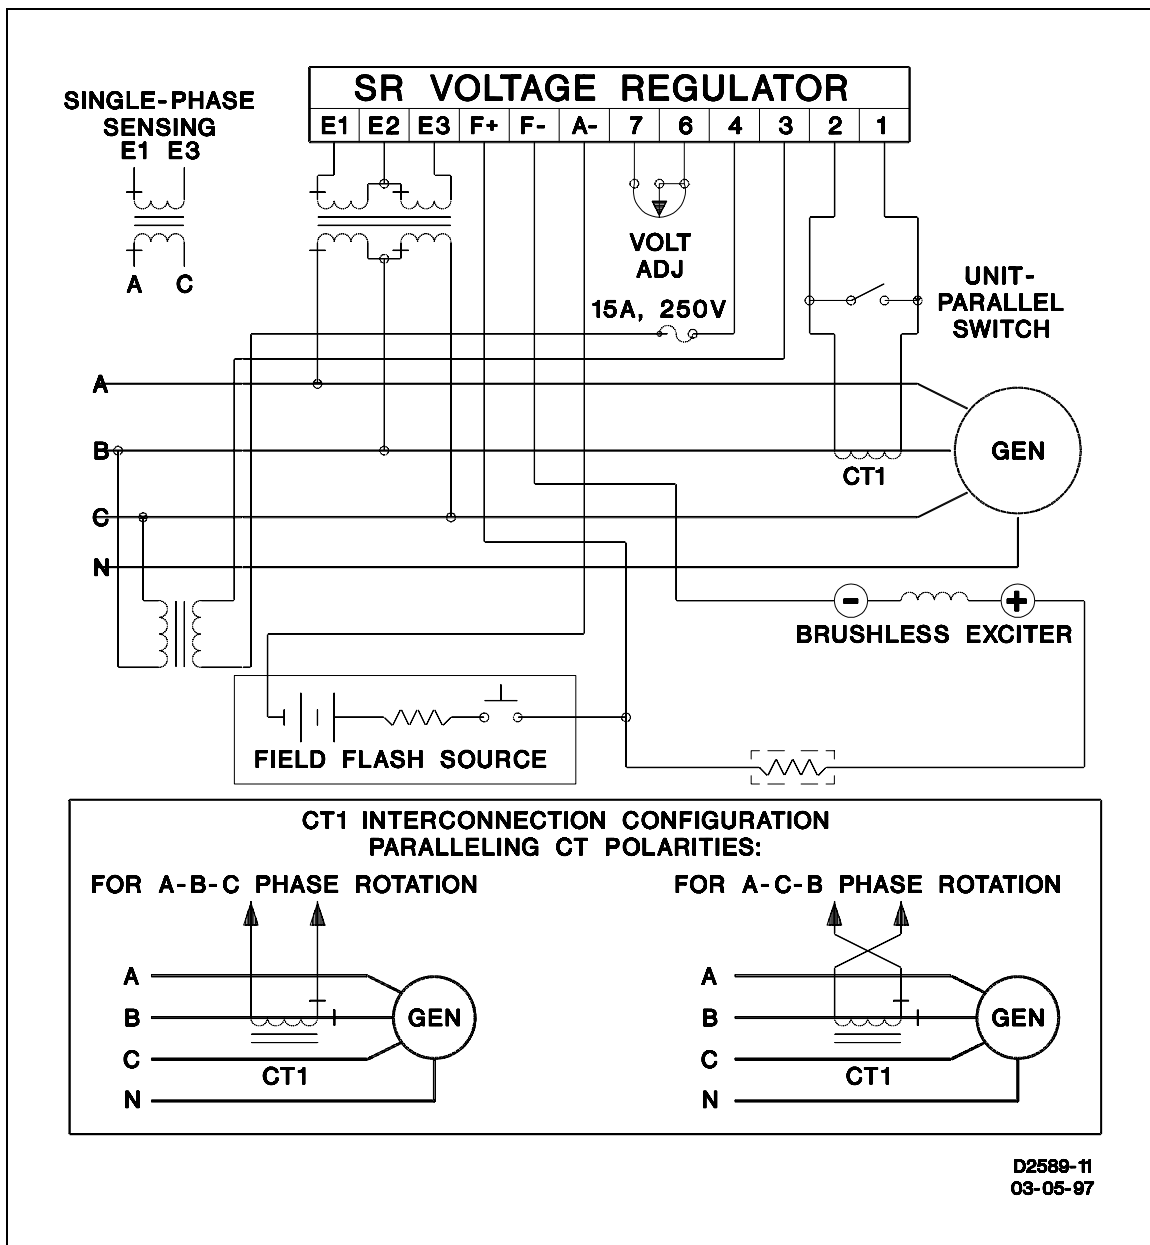 SR VOLTAGE REGULATOR
E1 E2 E3 F+ F- A- 7 6 4 3 2 1
SINGLE-PHASE
SENSING
E1 E3
A C
VOLT
ADJ
15A, 250V
UNIT-
PARALLEL
SWITCH
A
B
C
N
GEN
CT1
- +
BRUSHLESS EXCITER
FIELD FLASH SOURCE
CT1 INTERCONNECTION CONFIGURATION
PARALLELING CT POLARITIES:
FOR A-B-C PHASE ROTATION
A
B
C
N
GEN
CT1
FOR A-C-B PHASE ROTATION
A
B
C
N
GEN
CT1
D2589-11
03-05-97